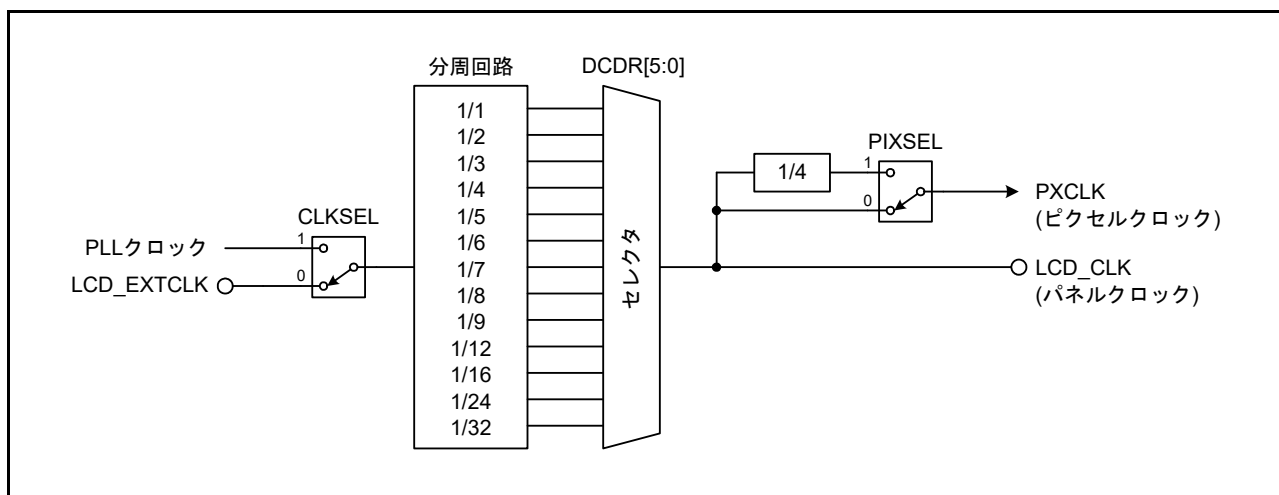 分周回路
DCDR[5:0]
1/1
1/2
1/3
1/4
1/5
1/6
1/7
1/8
1/9
1/12
1/16
1/24
1/32
CLKSEL
PLLクロック
1
LCD_EXTCLK
0
セレクタ
PIXSEL
1/4
1
0
PXCLK
(ピクセルクロック)
LCD_CLK
(パネルクロック)